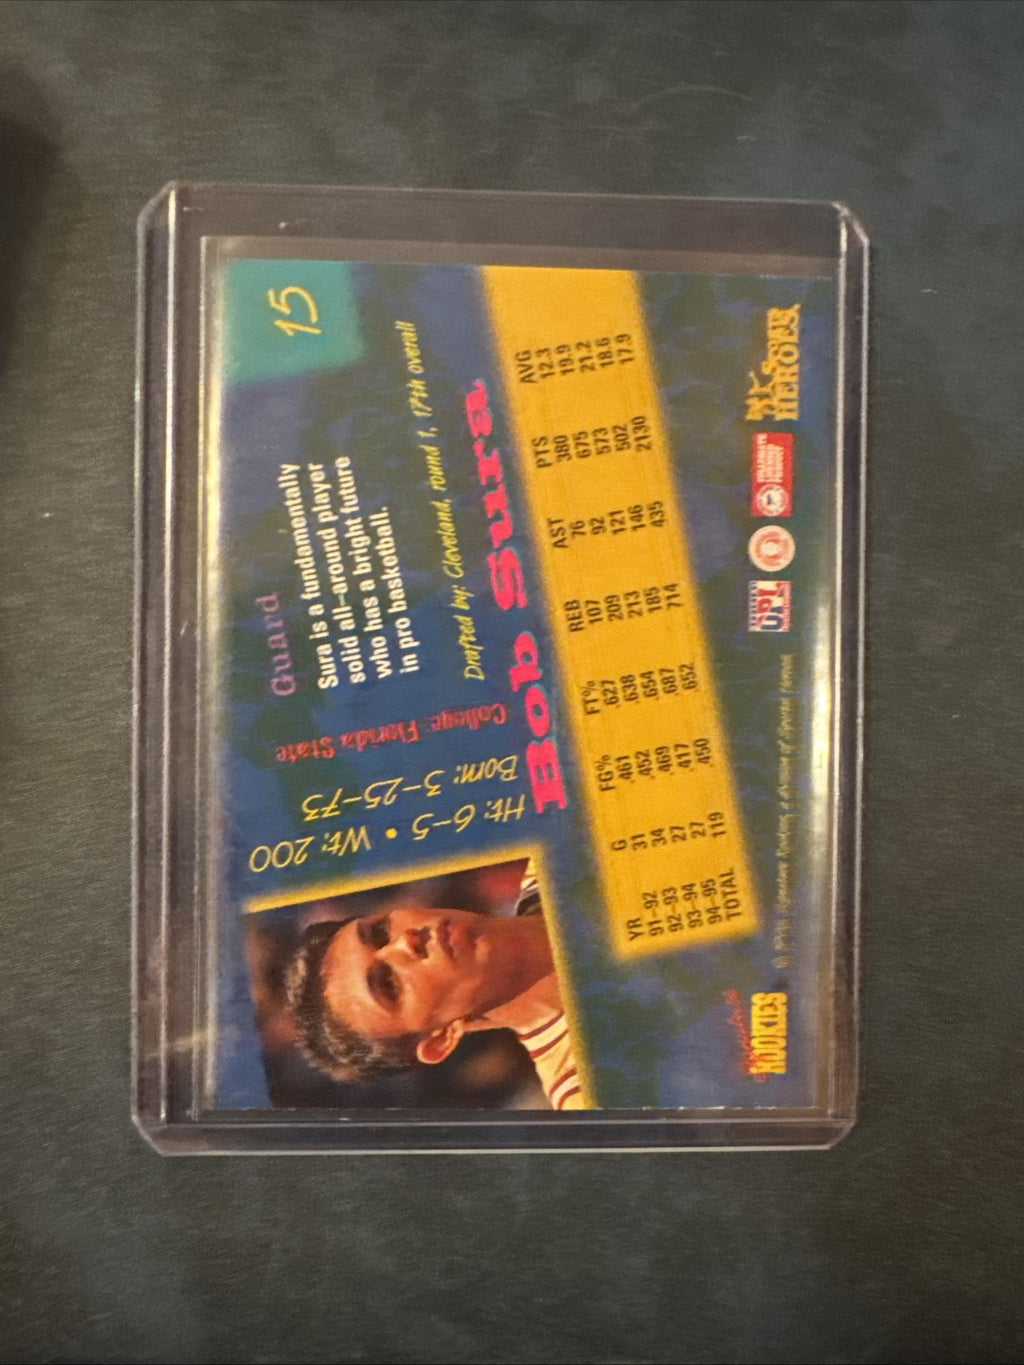 15
Guard
Sura is a fundamentally
solid all-around player
who has a bright future
in pro basketball.
Drafted by: Cleveland, round 1, 17th overall
Bob Sura
Ht: 6-5 • Wt: 200
Born: 3-25-73
College: Florida State
YR G FG% FT% REB AST PTS AVG
91-92 31 .461 .627 107 76 380 12.3
92-93 34 .452 .638 209 92 675 19.9
93-94 27 .469 .654 213 121 573 21.2
94-95 27 .417 .687 185 146 502 18.6
TOTAL 119 .450 .652 714 435 2130 17.9
ROOKIES
UPI
COLLEGIATE
LICENSED
PRODUCT
HEROES